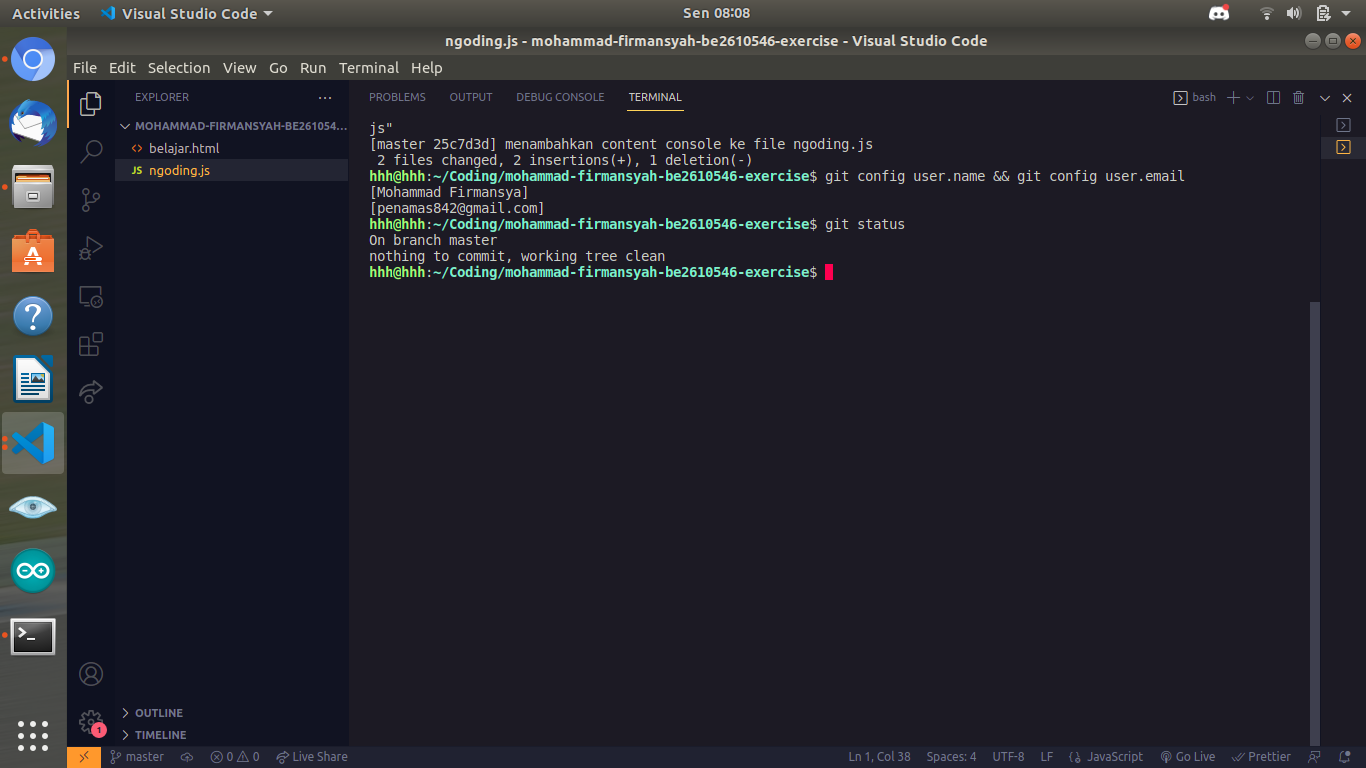 Activities Visual Studio Code Sen 08:08
ngoding.js - mohammad-firmansyah-be2610546-exercise - Visual Studio Code
File Edit Selection View Go Run Terminal Help
EXPLORER ...
MOHAMMAD-FIRMANSYAH-BE261054...
belajar.html
JS ngoding.js
PROBLEMS OUTPUT DEBUG CONSOLE TERMINAL bash
js"
[master 25c7d3d] menambahkan content console ke file ngoding.js
2 files changed, 2 insertions(+), 1 deletion(-)
hhh@hhh:~/Coding/mohammad-firmansyah-be2610546-exercise$ git config user.name && git config user.email
[Mohammad Firmansya]
[penamas842@gmail.com]
hhh@hhh:~/Coding/mohammad-firmansyah-be2610546-exercise$ git status
On branch master
nothing to commit, working tree clean
hhh@hhh:~/Coding/mohammad-firmansyah-be2610546-exercise$
OUTLINE
TIMELINE
1
master 0 0 Live Share Ln 1, Col 38 Spaces: 4 UTF-8 LF JavaScript Go Live Prettier